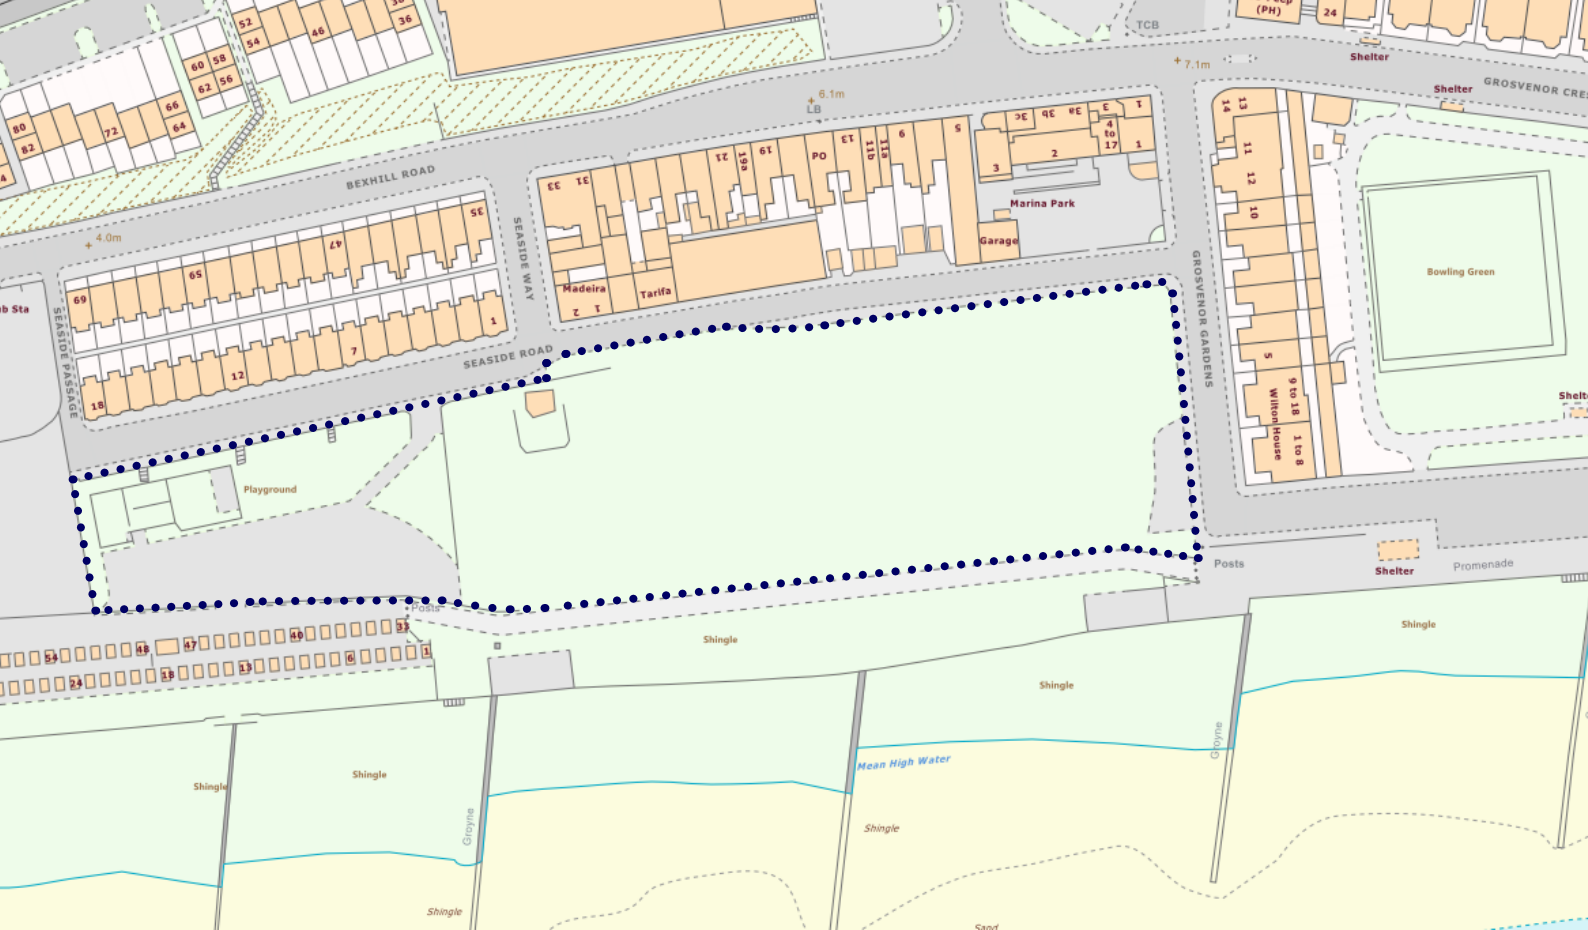 52
54
46
36
60
58
62
56
66
64
80
82
72
(PH)
24
TCB
7.1m
Shelter
Shelter
GROSVENOR CRES
6.1m
LB
BEXHILL ROAD
4.0m
SEASIDE WAY
33
31
21
19a
19
PO
13
11b
11a
9
5
3c
3b
3a
3
1
4
to
17
2
1
3
Marina Park
Garage
14
13
11
12
10
5
9 to 18
Wilton House
1 to 8
GROSVENOR GARDENS
Bowling Green
Shelt
69
65
47
35
Madeira
2
1
Tarifa
ub Sta
SEASIDE PASSAGE
18
12
7
1
SEASIDE ROAD
Playground
Posts
Posts
Shelter
Promenade
54
48
47
40
33
24
18
13
6
1
Shingle
Shingle
Shingle
Shingle
Shingle
Groyne
Groyne
Mean High Water
Shingle
Shingle
Sand